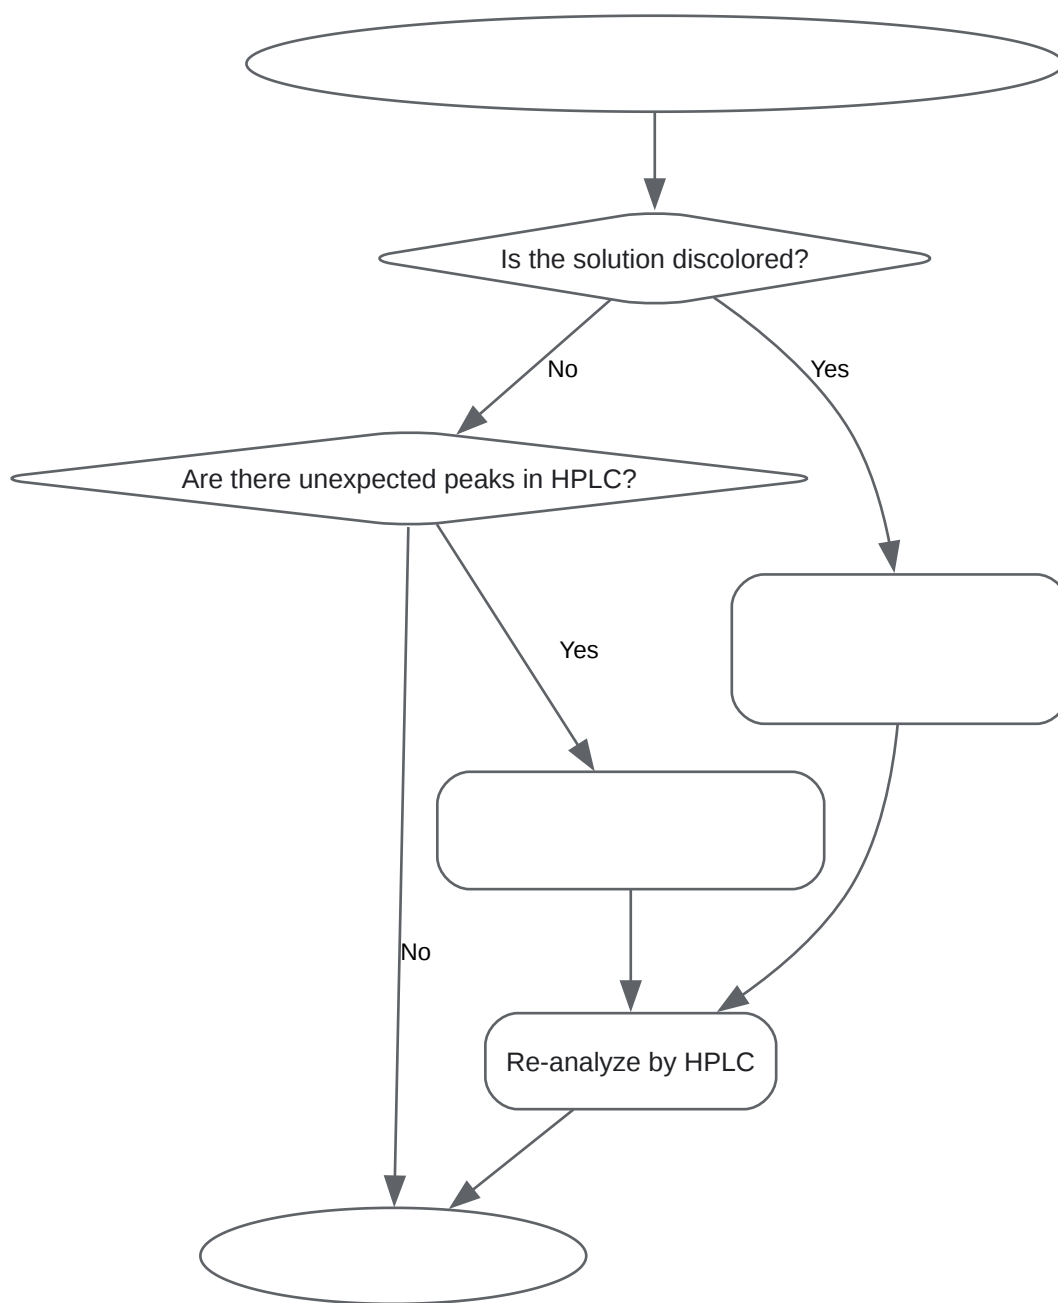 Is the solution discolored?
No
Yes
Are there unexpected peaks in HPLC?
Yes
No
Re-analyze by HPLC